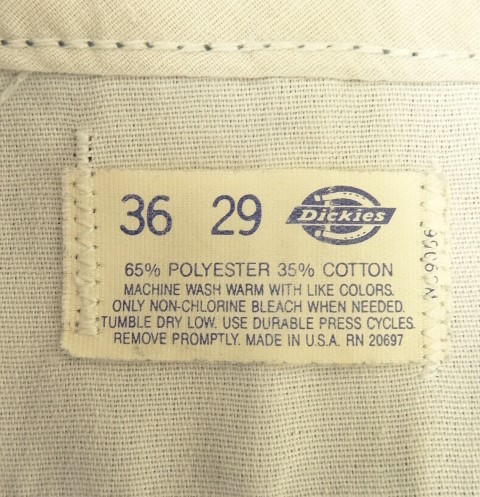 36 29 Dickies
65% POLYESTER 35% COTTON
MACHINE WASH WARM WITH LIKE COLORS.
ONLY NON-CHLORINE BLEACH WHEN NEEDED.
TUMBLE DRY LOW. USE DURABLE PRESS CYCLES.
REMOVE PROMPTLY. MADE IN U.S.A. RN 20697